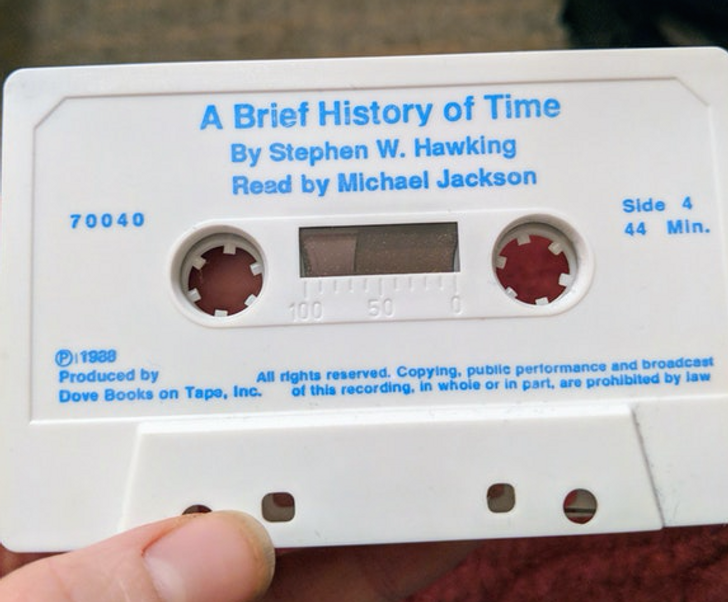 A Brief History of Time
By Stephen W. Hawking
Read by Michael Jackson
70040
Side 4
44 Min.
100 50 0
Ⓟ 1988
Produced by
Dove Books on Tape, Inc.
All rights reserved. Copying, public performance and broadcast
of this recording, in whole or in part, are prohibited by law